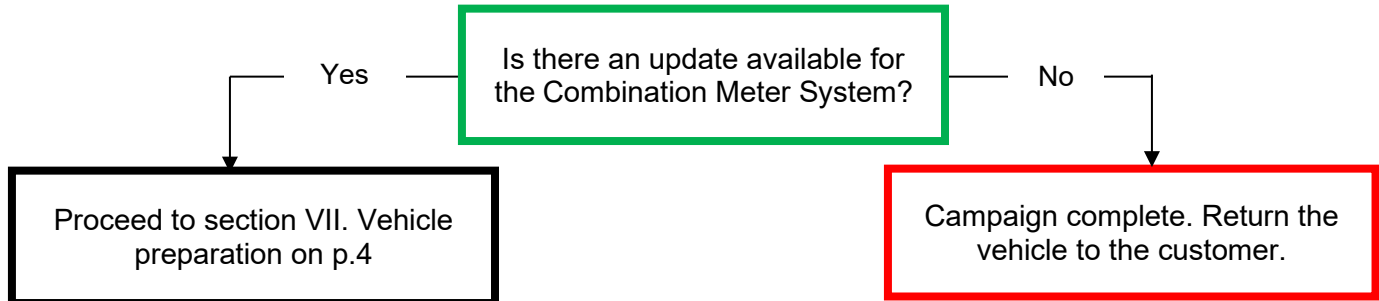 Is there an update available for
the Combination Meter System?
Yes
No
Proceed to section VII. Vehicle
preparation on p.4
Campaign complete. Return the
vehicle to the customer.